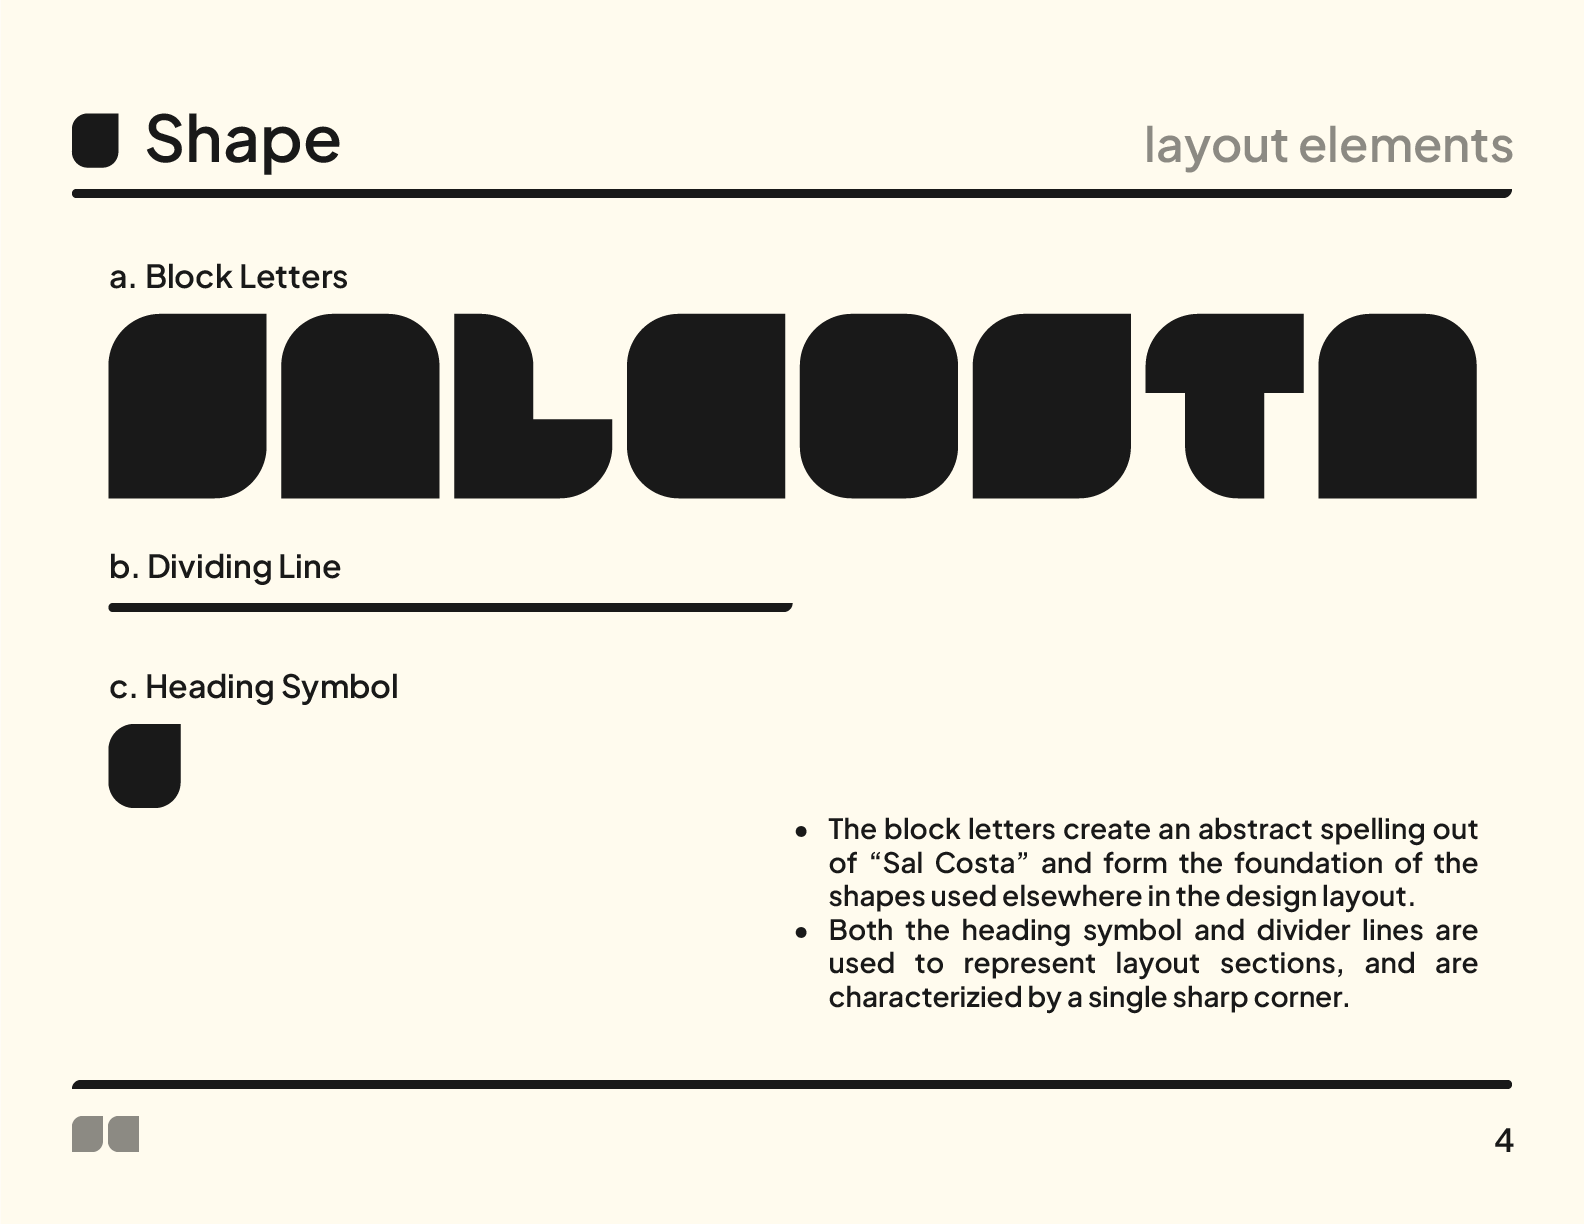 Shape
layout elements
a. Block Letters
SALCOSTA
b. Dividing Line
c. Heading Symbol
• The block letters create an abstract spelling out
of “Sal Costa” and form the foundation of the
shapes used elsewhere in the design layout.
• Both the heading symbol and divider lines are
used to represent layout sections, and are
characterizied by a single sharp corner.
SC
4